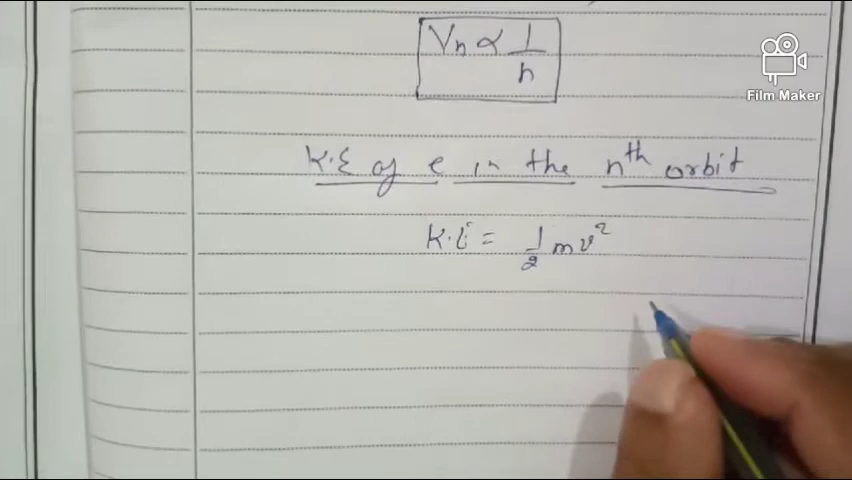 Vn ∝ 1/n
Film Maker
K.E of e in the nth orbit
K.E = 1/2 mv²